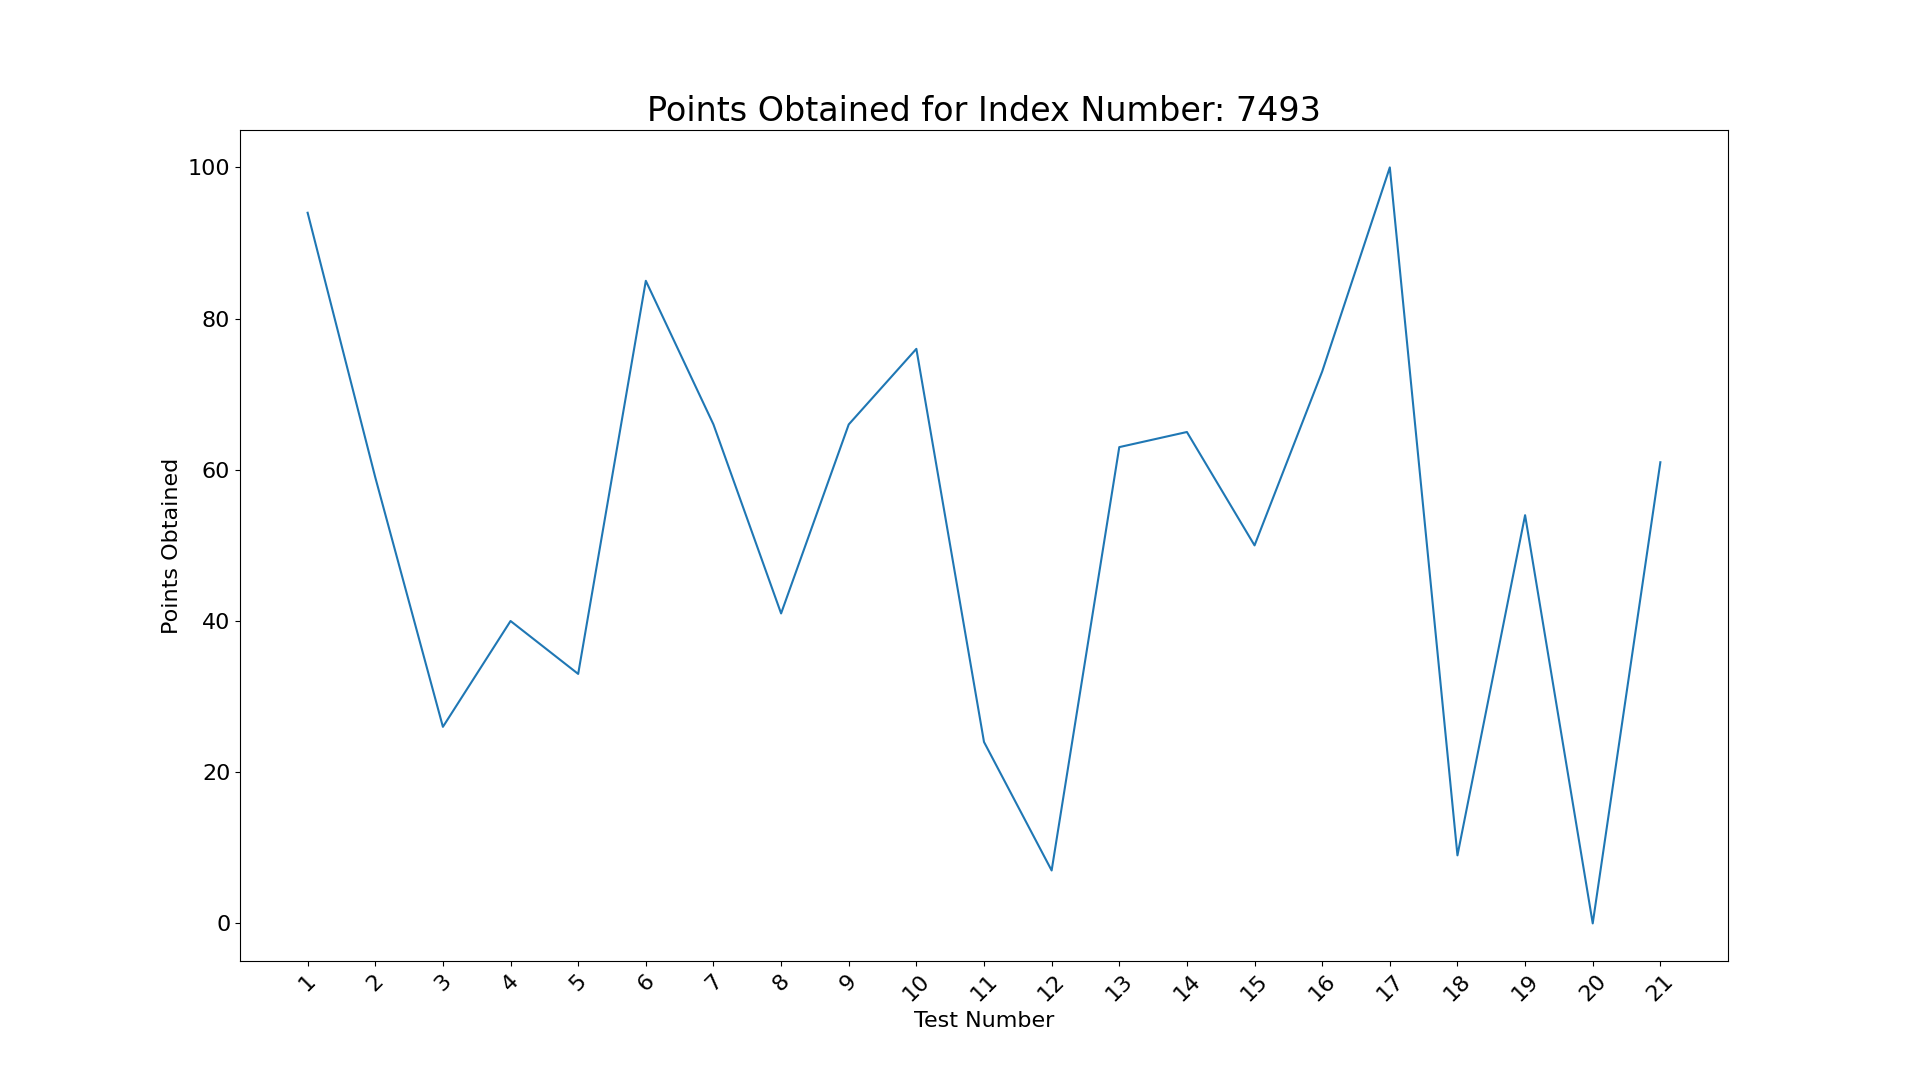 Points Obtained for Index Number: 7493
100
80
60
40
20
0
Points Obtained
1 2 3 4 5 6 7 8 9 10 11 12 13 14 15 16 17 18 19 20 21
Test Number